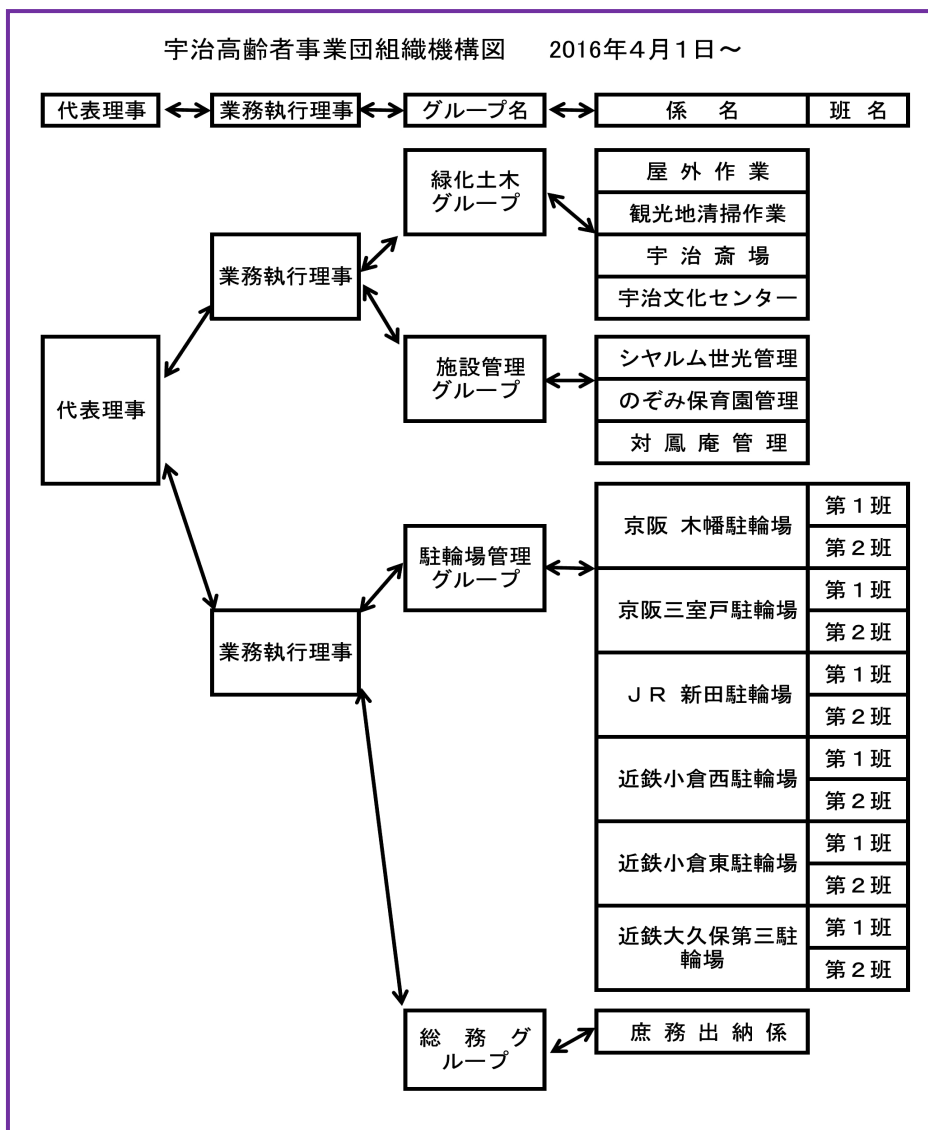 宇治高齢者事業団組織機構図　2016年4月1日～
代表理事 業務執行理事 グループ名 係　名 班　名
緑化土木
グループ
屋 外 作 業
観光地清掃作業
宇 治 斎 場
宇治文化センター
業務執行理事
施設管理
グループ
シヤルム世光管理
のぞみ保育園管理
対 鳳 庵 管 理
代表理事
駐輪場管理
グループ
京阪 木幡駐輪場
第１班
第２班
京阪三室戸駐輪場
第１班
第２班
業務執行理事
ＪＲ 新田駐輪場
第１班
第２班
近鉄小倉西駐輪場
第１班
第２班
近鉄小倉東駐輪場
第１班
第２班
近鉄大久保第三駐
輪場
第１班
第２班
総 務 グ
ループ
庶 務 出 納 係